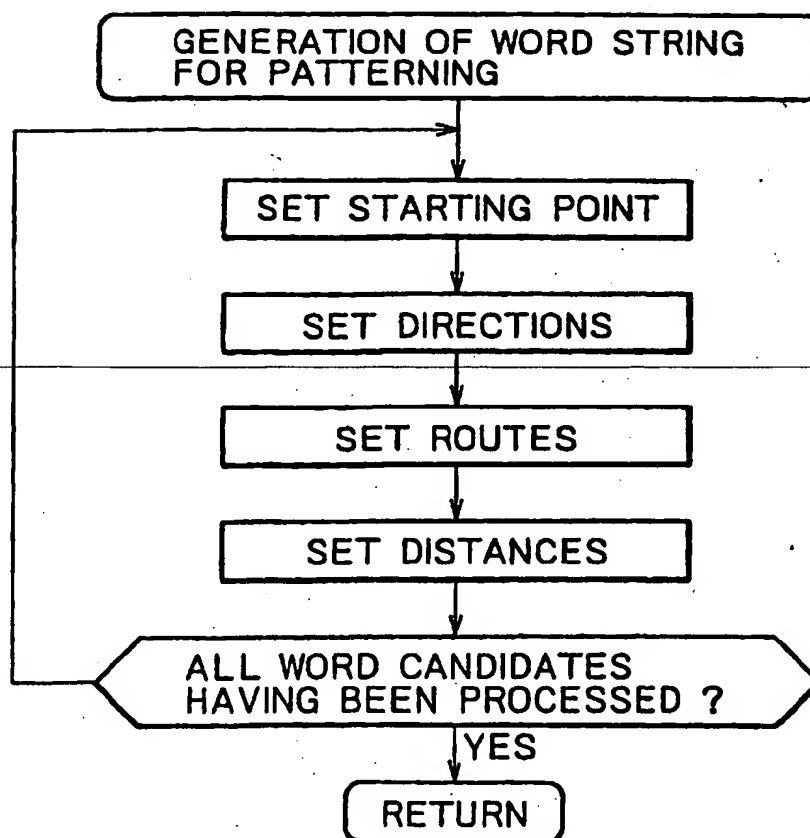 GENERATION OF WORD STRING
FOR PATTERNING
SET STARTING POINT
SET DIRECTIONS
SET ROUTES
SET DISTANCES
ALL WORD CANDIDATES
HAVING BEEN PROCESSED ?
YES
RETURN